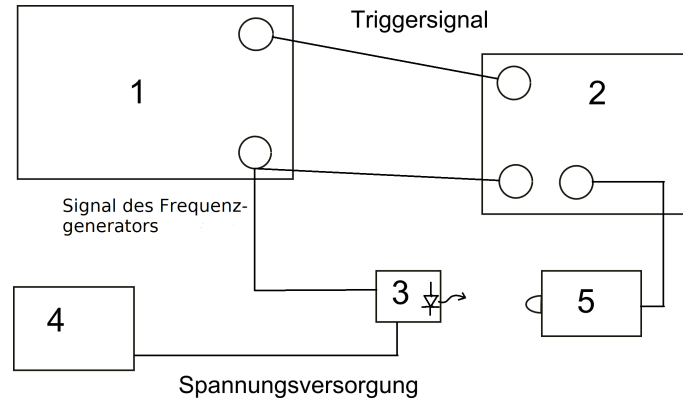 Triggersignal
1
2
Signal des Frequenz-
generators
3
5
4
Spannungsversorgung